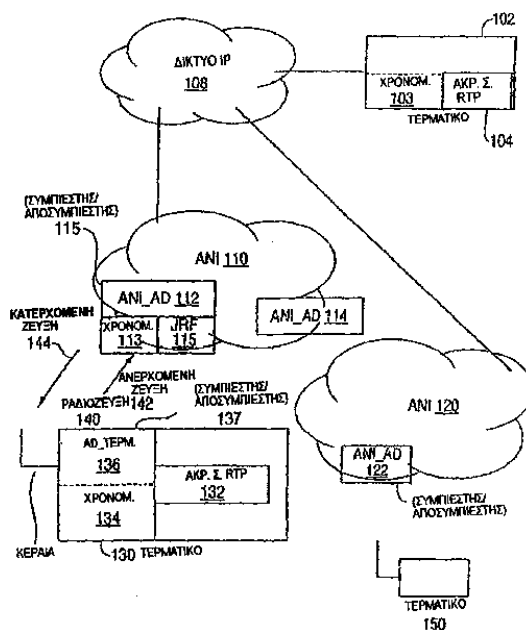 102
ΔΙΚΤΥΟ IP
108
ΧΡΟΝΟΜ.
103
ΑΚΡ. Σ.
RTP
ΤΕΡΜΑΤΙΚΟ
104
{ΣΥΜΠΙΕΣΤΗΣ/
ΑΠΟΣΥΜΠΙΕΣΤΗΣ}
115
ANI 110
ANI_AD 112
ΧΡΟΝΟΜ.
113
JRF
115
ANI_AD 114
ΚΑΤΕΡΧΟΜΕΝΗ
ΖΕΥΞΗ
144
ΑΝΕΡΧΟΜΕΝΗ
ΖΕΥΞΗ
142
ΡΑΔΙΟΖΕΥΞΗ
140
{ΣΥΜΠΙΕΣΤΗΣ/
ΑΠΟΣΥΜΠΙΕΣΤΗΣ}
137
ANI 120
ANI_AD
122
{ΣΥΜΠΙΕΣΤΗΣ/
ΑΠΟΣΥΜΠΙΕΣΤΗΣ}
AD_ΤΕΡΜ.
136
ΑΚΡ. Σ. RTP
132
ΧΡΟΝΟΜ.
134
ΚΕΡΑΙΑ
130 ΤΕΡΜΑΤΙΚΟ
ΤΕΡΜΑΤΙΚΟ
150